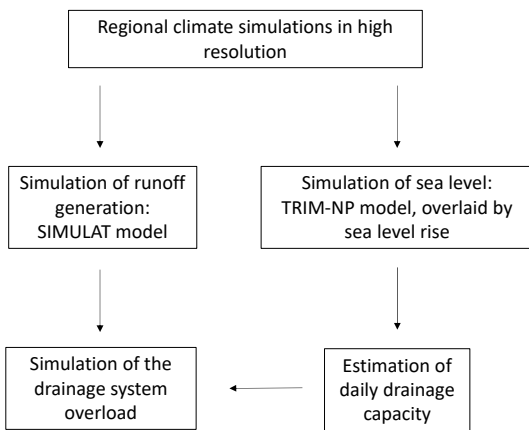 Regional climate simulations in high
resolution
Simulation of runoff
generation:
SIMULAT model
Simulation of sea level:
TRIM-NP model, overlaid by
sea level rise
Simulation of the
drainage system
overload
Estimation of
daily drainage
capacity